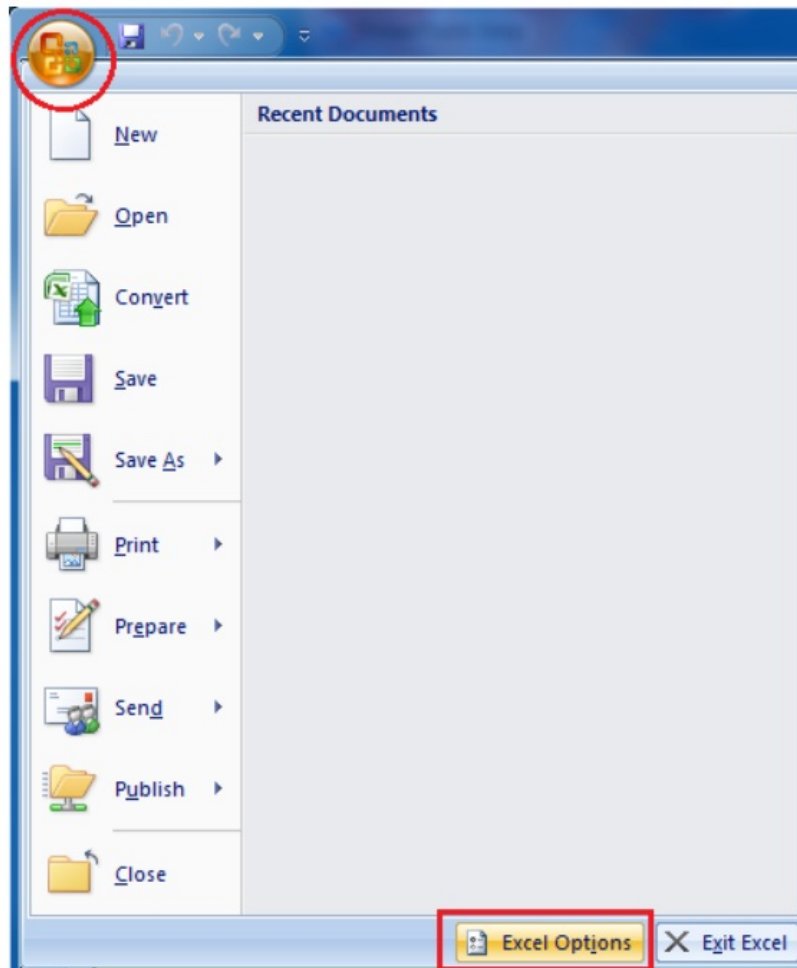 Recent Documents
New
Open
Convert
Save
Save As
Print
Prepare
Send
Publish
Close
Excel Options
Exit Excel